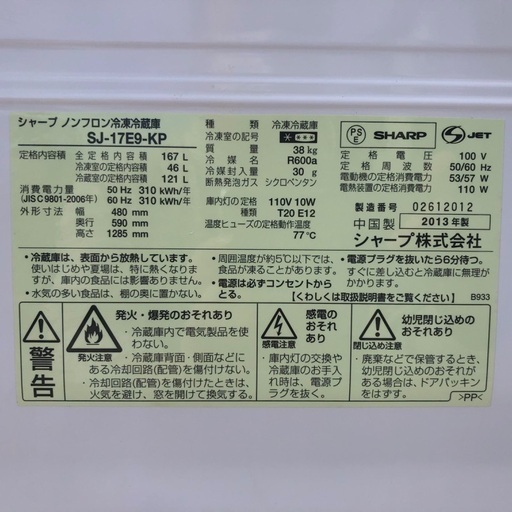 シャープ ノンフロン冷凍冷蔵庫
SJ-17E9-KP
定格内容積 全定格内容積 167 L
冷凍室の定格内容積 46 L
冷蔵室の定格内容積 121 L
消費電力量 50 Hz 310 kWh/年
(JISC9801-2006年) 60 Hz 310 kWh/年
外形寸法 幅 480 mm
奥行 590 mm
高さ 1285 mm
種類 冷凍冷蔵庫
冷凍室の記号
質量 38 kg
冷媒名 R600a
冷媒封入量 30 g
断熱発泡ガス シクロペンタン
庫内灯の定格 110V 10W
種類 T20 E12
温度ヒューズの定格動作温度
77℃
PS E SHARP JET
定格電圧 100 V
定格周波数 50/60 Hz
電動機の定格消費電力 53/57 W
電熱装置の定格消費電力 110 W
製造番号 02612012
中国製 2013年製
シャープ株式会社
•冷蔵庫は、表面から放熱しています。
使いはじめや夏場は、特に熱くなりま
すが、庫内の食品には影響ありません。
•水気の多い食品は、棚の奥に置かない。
•周囲温度が約5℃以下では、
食品が凍ることがあります。
•電源は必ずコンセントから
とる。
•電源プラグを抜いたら6分待つ。
すぐに差し込むと冷蔵庫に無理が
かかります。
【くわしくは取扱説明書をご覧ください】 B933
警告
発火注意
発火・爆発のおそれあり
•冷蔵庫内で電気製品を使
わない。
•冷蔵庫背面・側面などに
ある冷却回路(配管)を傷付けない。
•冷却回路(配管)を傷付けたときは、
火気を避け、窓を開けて換気する。
感電注意
感電の
おそれ
あり
•庫内灯の交換や
冷蔵庫のお手入
れ時は、電源プラ
グを抜く。
幼児閉じ込めの
おそれあり
•廃棄などで保管するときに、
幼児閉じ込めのおそれが
ある場合は、ドアパッキン
をはずす。
>PP<